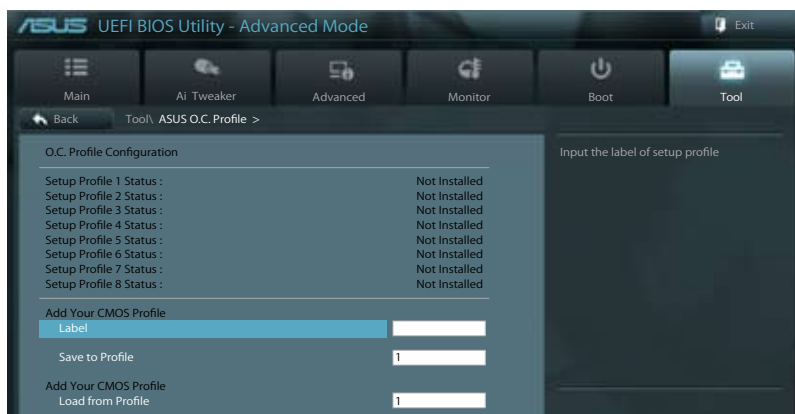 ASUS UEFI BIOS Utility - Advanced Mode Exit
Main Ai Tweaker Advanced Monitor Boot Tool
Back Tool\ ASUS O.C. Profile >
O.C. Profile Configuration
Input the label of setup profile
Setup Profile 1 Status : Not Installed
Setup Profile 2 Status : Not Installed
Setup Profile 3 Status : Not Installed
Setup Profile 4 Status : Not Installed
Setup Profile 5 Status : Not Installed
Setup Profile 6 Status : Not Installed
Setup Profile 7 Status : Not Installed
Setup Profile 8 Status : Not Installed
Add Your CMOS Profile
Label
Save to Profile 1
Add Your CMOS Profile
Load from Profile 1